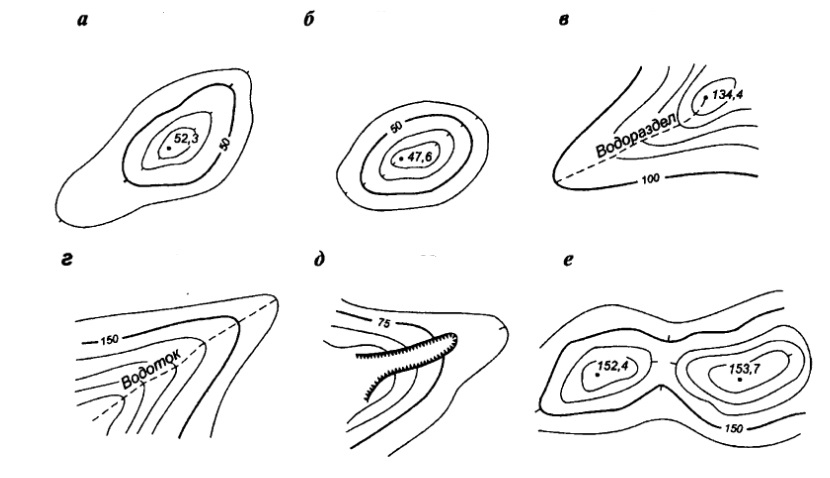 а
б
в
52,3
50
50
47,6
134,4
Водораздел
100
г
д
е
150
Водоток
75
152,4
153,7
150